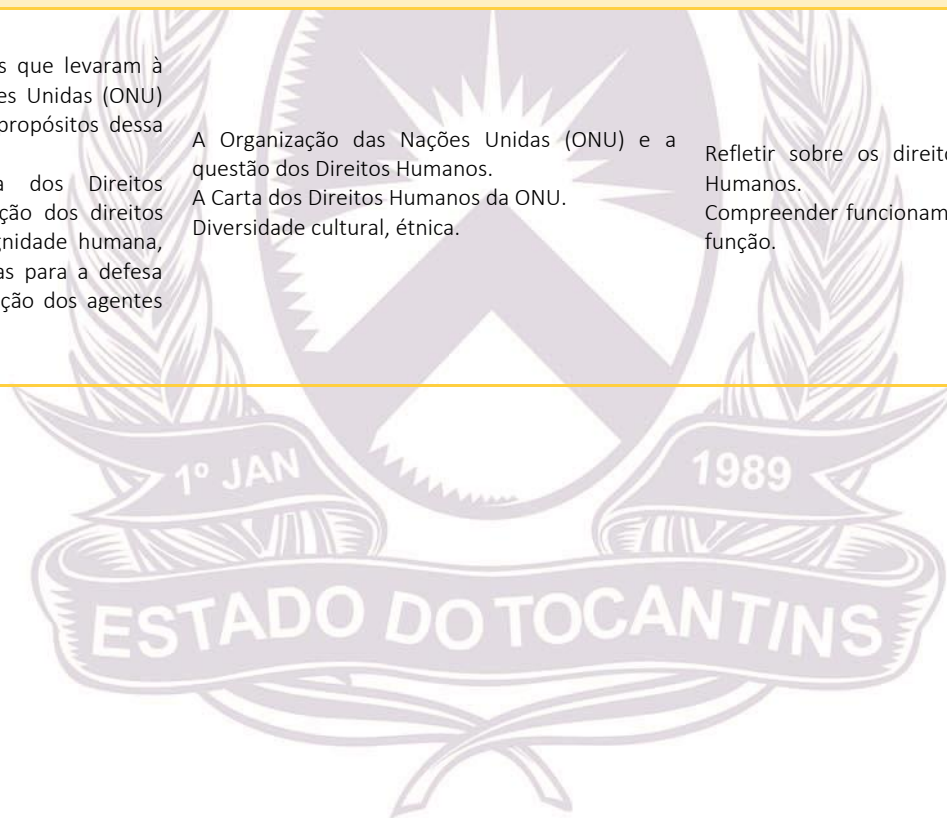 s que levaram à
es Unidas (ONU)
propósitos dessa
a dos Direitos
ção dos direitos
gnidade humana,
as para a defesa
ção dos agentes
A Organização das Nações Unidas (ONU) e a
questão dos Direitos Humanos.
A Carta dos Direitos Humanos da ONU.
Diversidade cultural, étnica.
Refletir sobre os direito
Humanos.
Compreender funcionam
função.
1º JAN
1989
ESTADO DO TOCANTINS